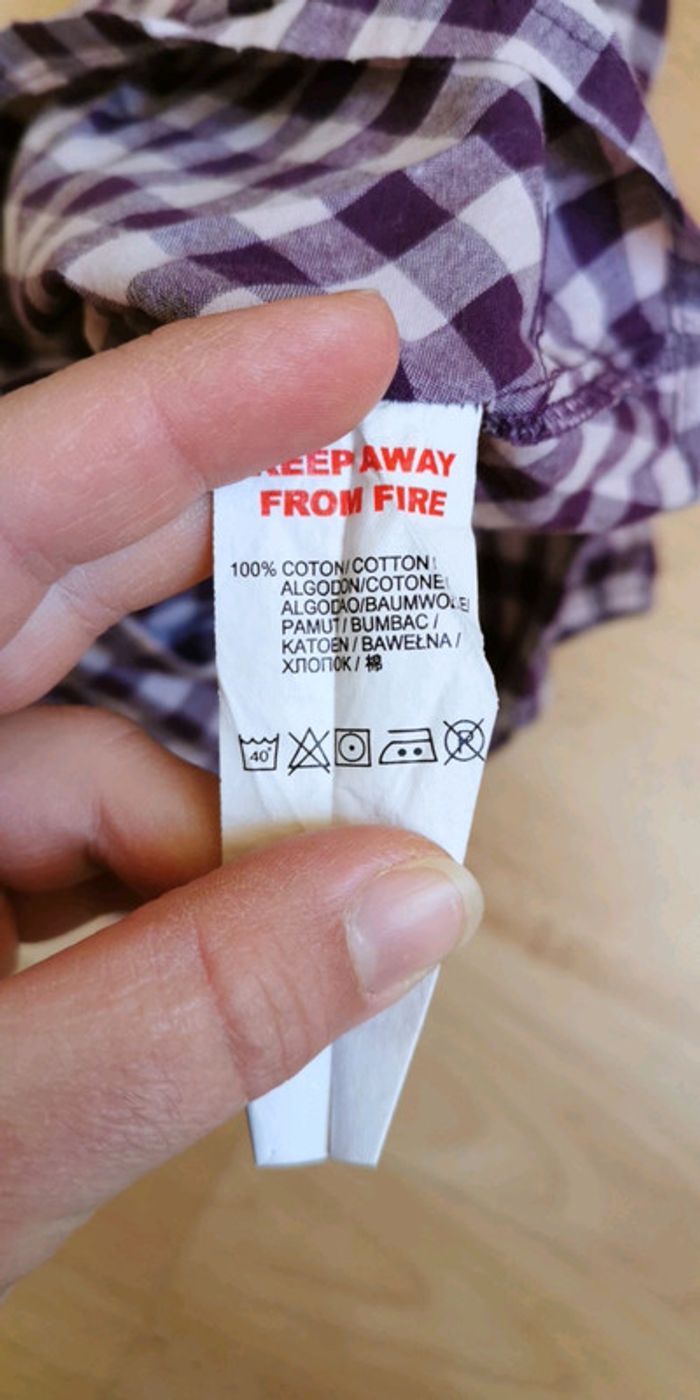 KEEP AWAY
FROM FIRE
100% COTON/COTTON/
ALGODON/COTONE/
ALGODAO/BAUMWOLLE/
PAMUT/BUMBAC /
KATOEN / BAWEŁNA /
ХЛОПОК / 棉
40°
P